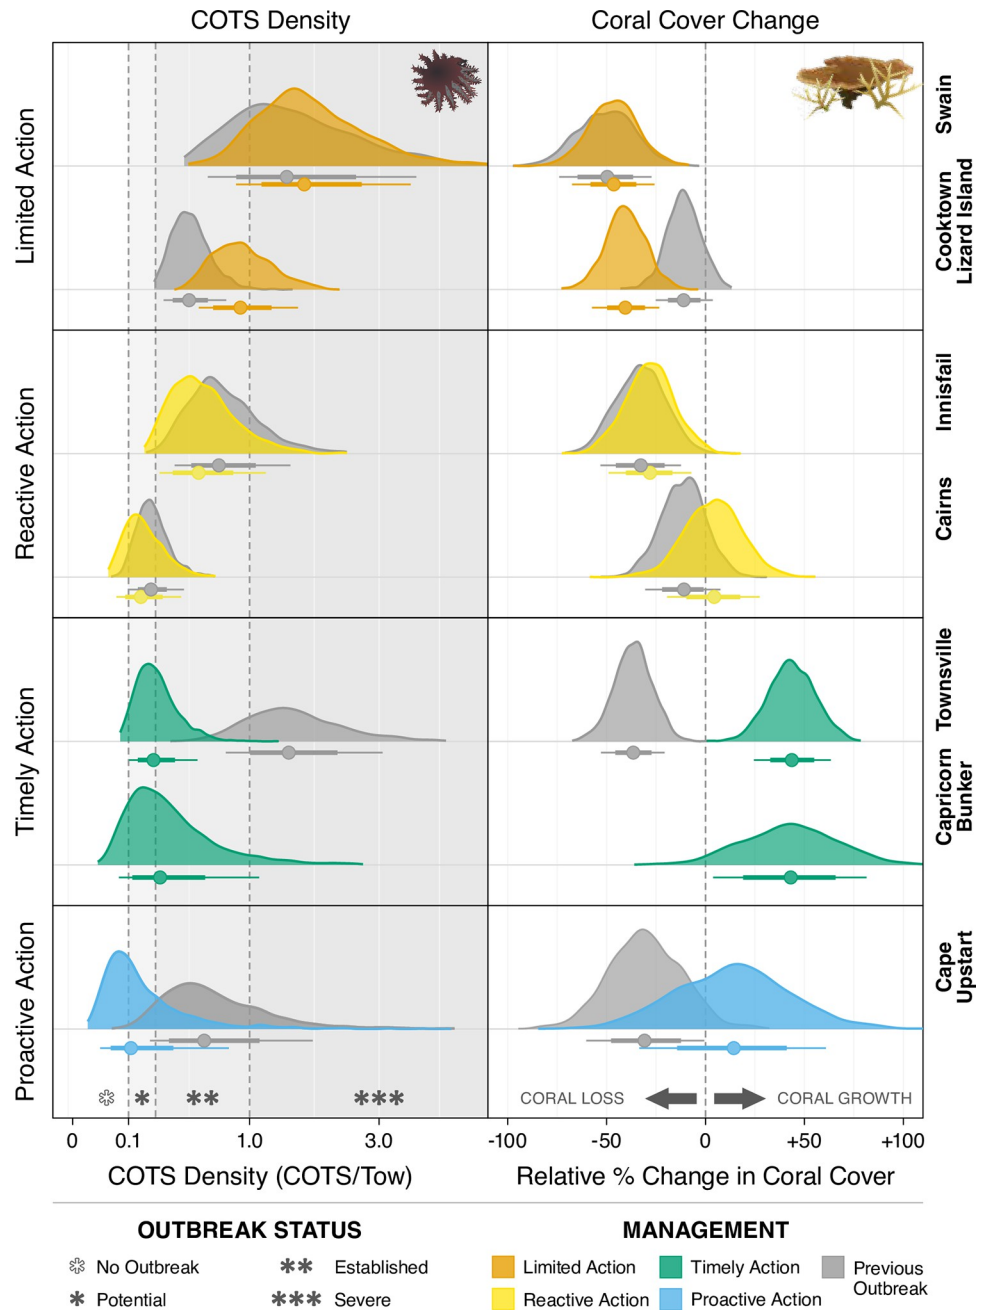 COTS Density
Coral Cover Change
Limited Action
Swain
Cooktown
Lizard Island
Reactive Action
Innisfail
Cairns
Timely Action
Townsville
Capricorn
Bunker
Proactive Action
Cape
Upstart
* ** ***
CORAL LOSS CORAL GROWTH
0 0.1 1.0 3.0 -100 -50 0 +50 +100
COTS Density (COTS/Tow)
Relative % Change in Coral Cover
OUTBREAK STATUS
No Outbreak
* Potential
** Established
*** Severe
MANAGEMENT
Limited Action
Reactive Action
Timely Action
Proactive Action
Previous
Outbreak